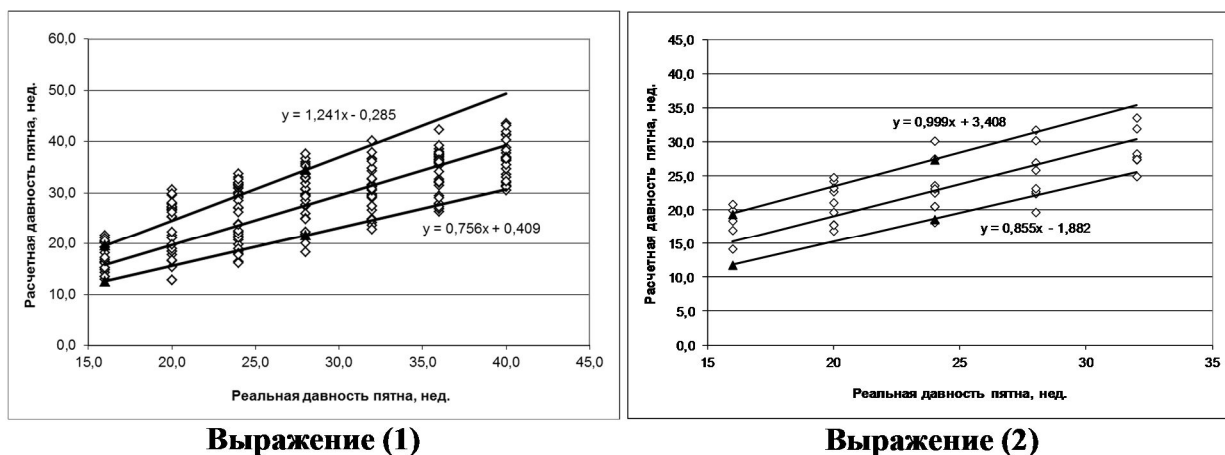 60,0
50,0
40,0
30,0
20,0
10,0
0,0
Расчетная давность пятна, нед.
y = 1,241x - 0,285
y = 0,756x + 0,409
15,0 20,0 25,0 30,0 35,0 40,0 45,0
Реальная давность пятна, нед.
Выражение (1)
45,0
40,0
35,0
30,0
25,0
20,0
15,0
10,0
5,0
0,0
Расчетная давность пятна, нед.
y = 0,999x + 3,408
y = 0,855x - 1,882
15 20 25 30 35
Реальная давность пятна, нед.
Выражение (2)